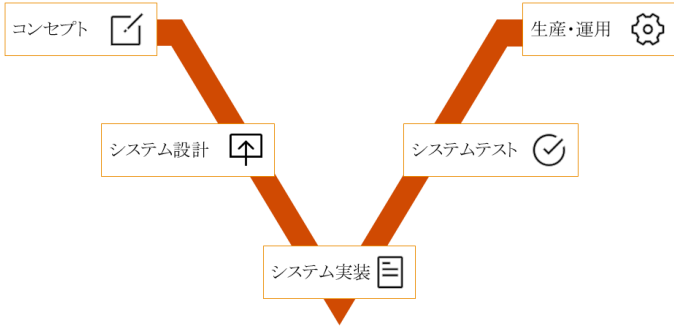 コンセプト
生産・運用
システム設計
システムテスト
システム実装